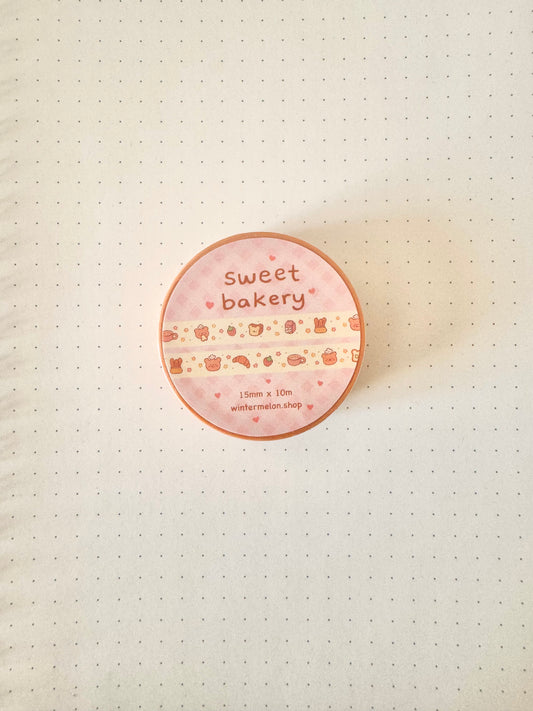 sweet
bakery
15mm x 10m
wintermelon.shop